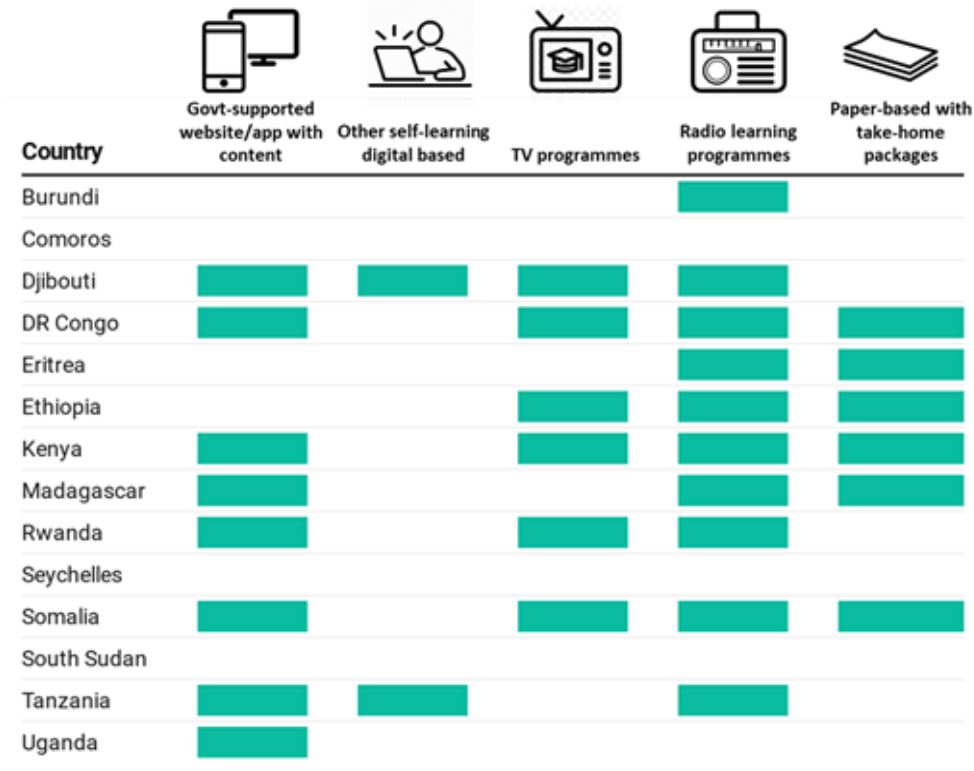 Govt-supported
website/app with
content
Other self-learning
digital based
TV programmes
Radio learning
programmes
Paper-based with
take-home
packages
Country
Burundi
Comoros
Djibouti
DR Congo
Eritrea
Ethiopia
Kenya
Madagascar
Rwanda
Seychelles
Somalia
South Sudan
Tanzania
Uganda